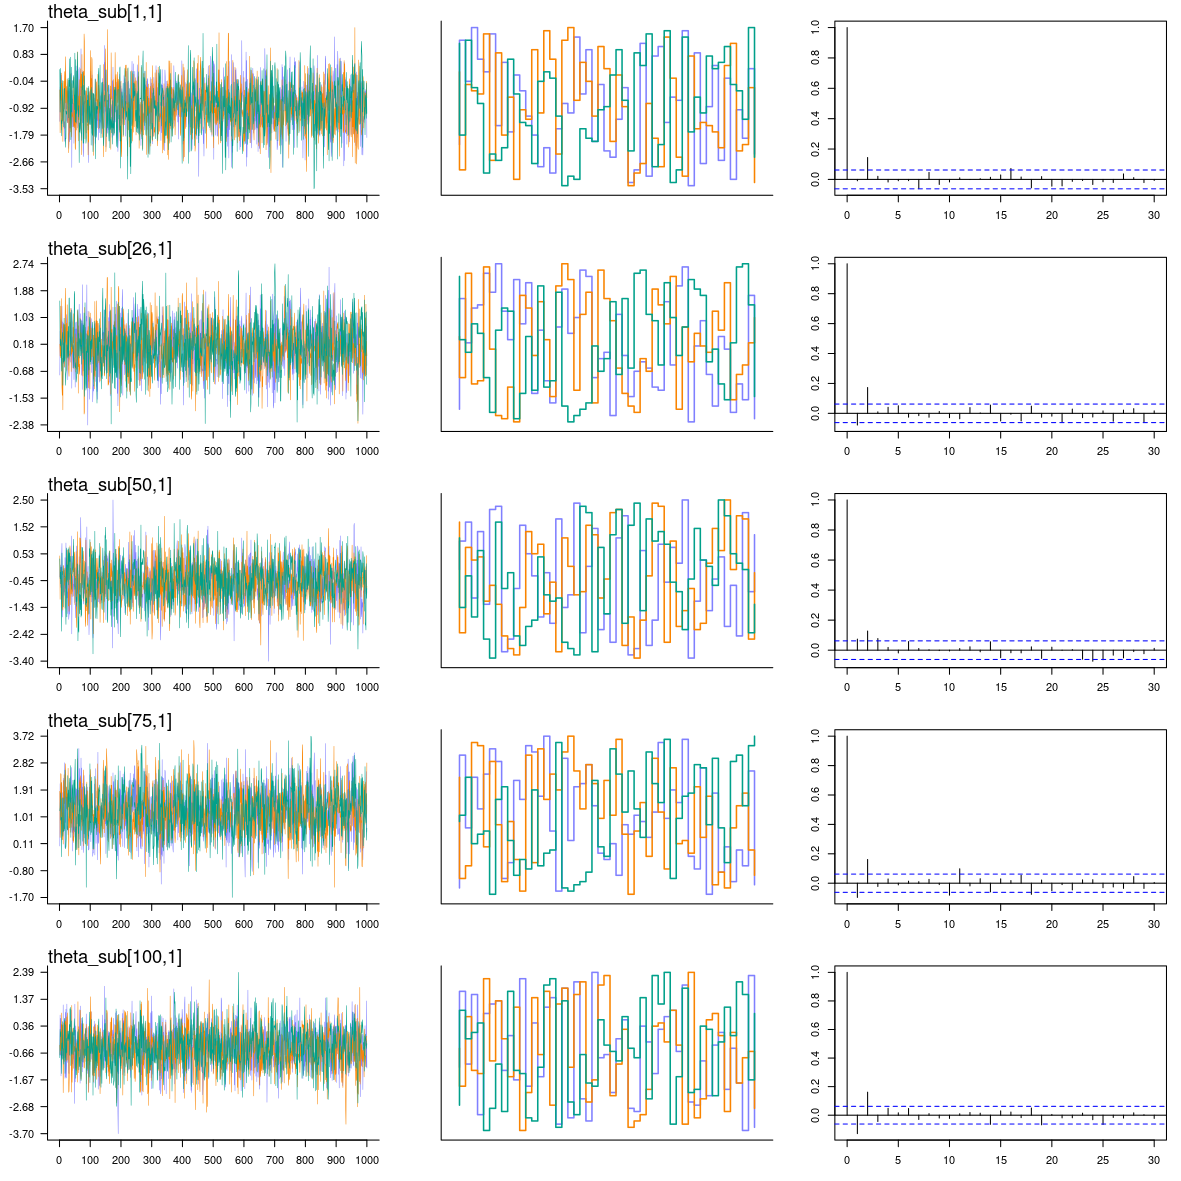 theta_sub[1,1]
1.70
0.83
-0.04
-0.92
-1.79
-2.66
-3.53
0 100 200 300 400 500 600 700 800 900 1000
0.0 0.2 0.4 0.6 0.8 1.0
0 5 10 15 20 25 30
theta_sub[26,1]
2.74
1.88
1.03
0.18
-0.68
-1.53
-2.38
0 100 200 300 400 500 600 700 800 900 1000
0.0 0.2 0.4 0.6 0.8 1.0
0 5 10 15 20 25 30
theta_sub[50,1]
2.50
1.52
0.53
-0.45
-1.43
-2.42
-3.40
0 100 200 300 400 500 600 700 800 900 1000
0.0 0.2 0.4 0.6 0.8 1.0
0 5 10 15 20 25 30
theta_sub[75,1]
3.72
2.82
1.91
1.01
0.11
-0.80
-1.70
0 100 200 300 400 500 600 700 800 900 1000
0.0 0.2 0.4 0.6 0.8 1.0
0 5 10 15 20 25 30
theta_sub[100,1]
2.39
1.37
0.36
-0.66
-1.67
-2.68
-3.70
0 100 200 300 400 500 600 700 800 900 1000
0.0 0.2 0.4 0.6 0.8 1.0
0 5 10 15 20 25 30